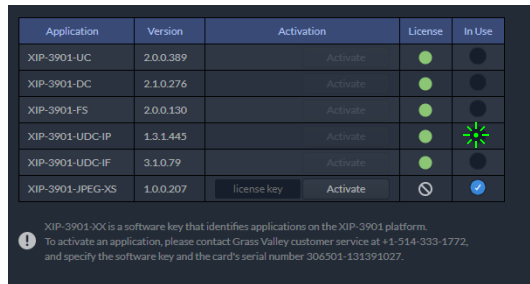 Application Version Activation License In Use
XIP-3901-UC 2.0.0.389 Activate
XIP-3901-DC 2.1.0.276 Activate
XIP-3901-FS 2.0.0.130 Activate
XIP-3901-UDC-IP 1.3.1.445 Activate
XIP-3901-UDC-IF 3.1.0.79 Activate
XIP-3901-JPEG-XS 1.0.0.207 license key Activate
XIP-3901-XX is a software key that identifies applications on the XIP-3901 platform.
To activate an application, please contact Grass Valley customer service at +1-514-333-1772,
and specify the software key and the card's serial number 306501-131391027.